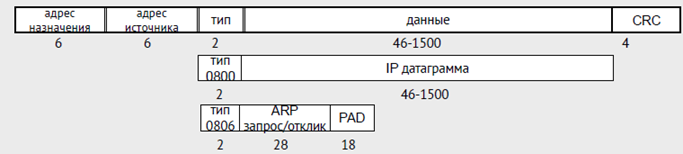 адрес назначения адрес источника тип данные CRC
6 6 2 46-1500 4
тип 0800 IP датаграмма
2 46-1500
тип 0806 ARP запрос/отклик PAD
2 28 18